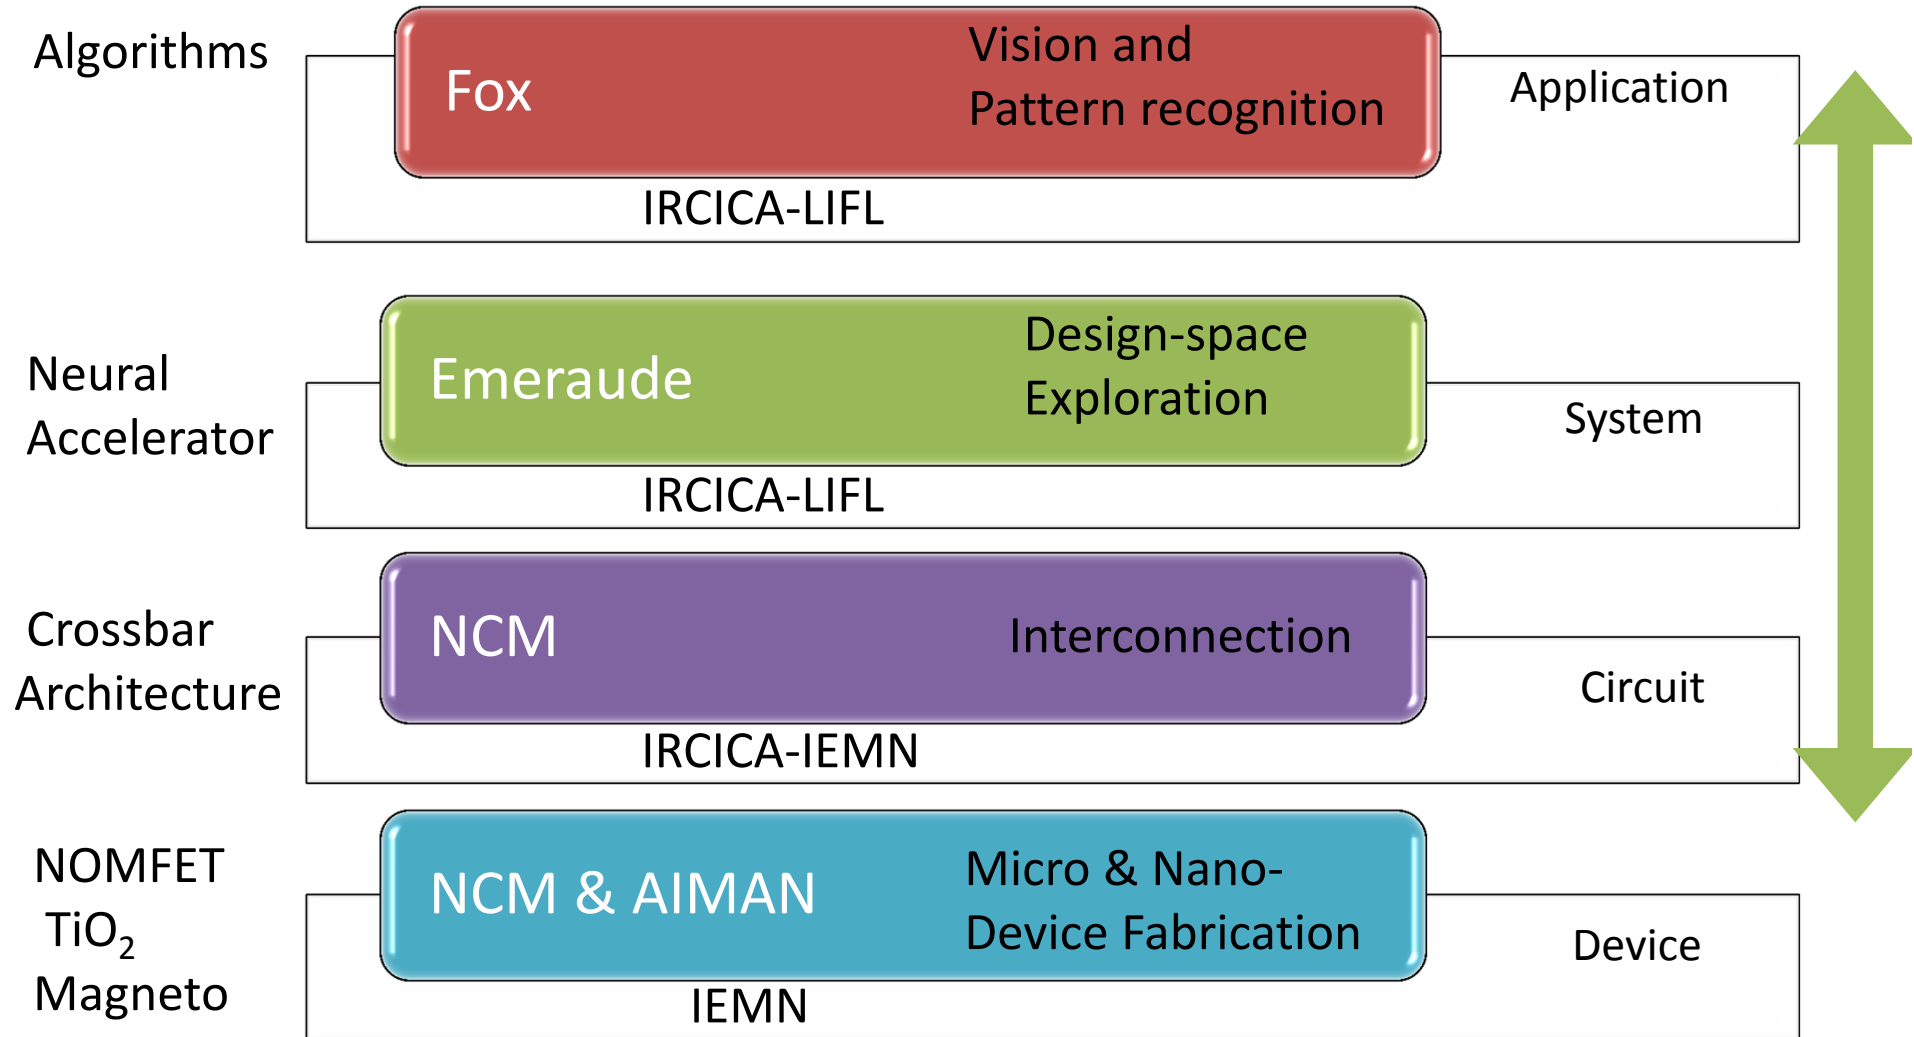 Algorithms
Fox
Vision and
Pattern recognition
Application
IRCICA-LIFL
Neural
Accelerator
Emeraude
Design-space
Exploration
System
IRCICA-LIFL
Crossbar
Architecture
NCM
Interconnection
Circuit
IRCICA-IEMN
NOMFET
TiO₂
Magneto
NCM & AIMAN
Micro & Nano-
Device Fabrication
Device
IEMN